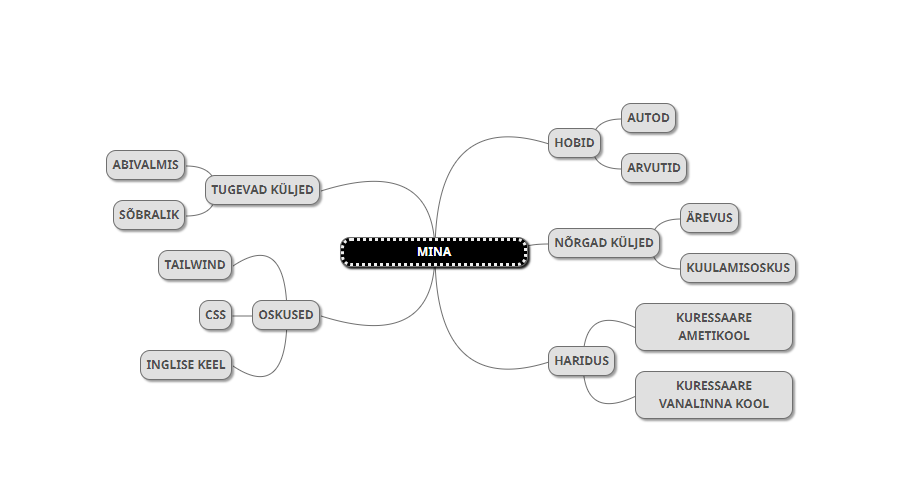 MINA
TUGEVAD KÜLJED
ABIVALMIS
SÕBRALIK
OSKUSED
TAILWIND
CSS
INGLISE KEEL
HOBID
AUTOD
ARVUTID
NÕRGAD KÜLJED
ÄREVUS
KUULAMISOSKUS
HARIDUS
KURESSAARE
AMETIKOOL
KURESSAARE
VANALINNA KOOL